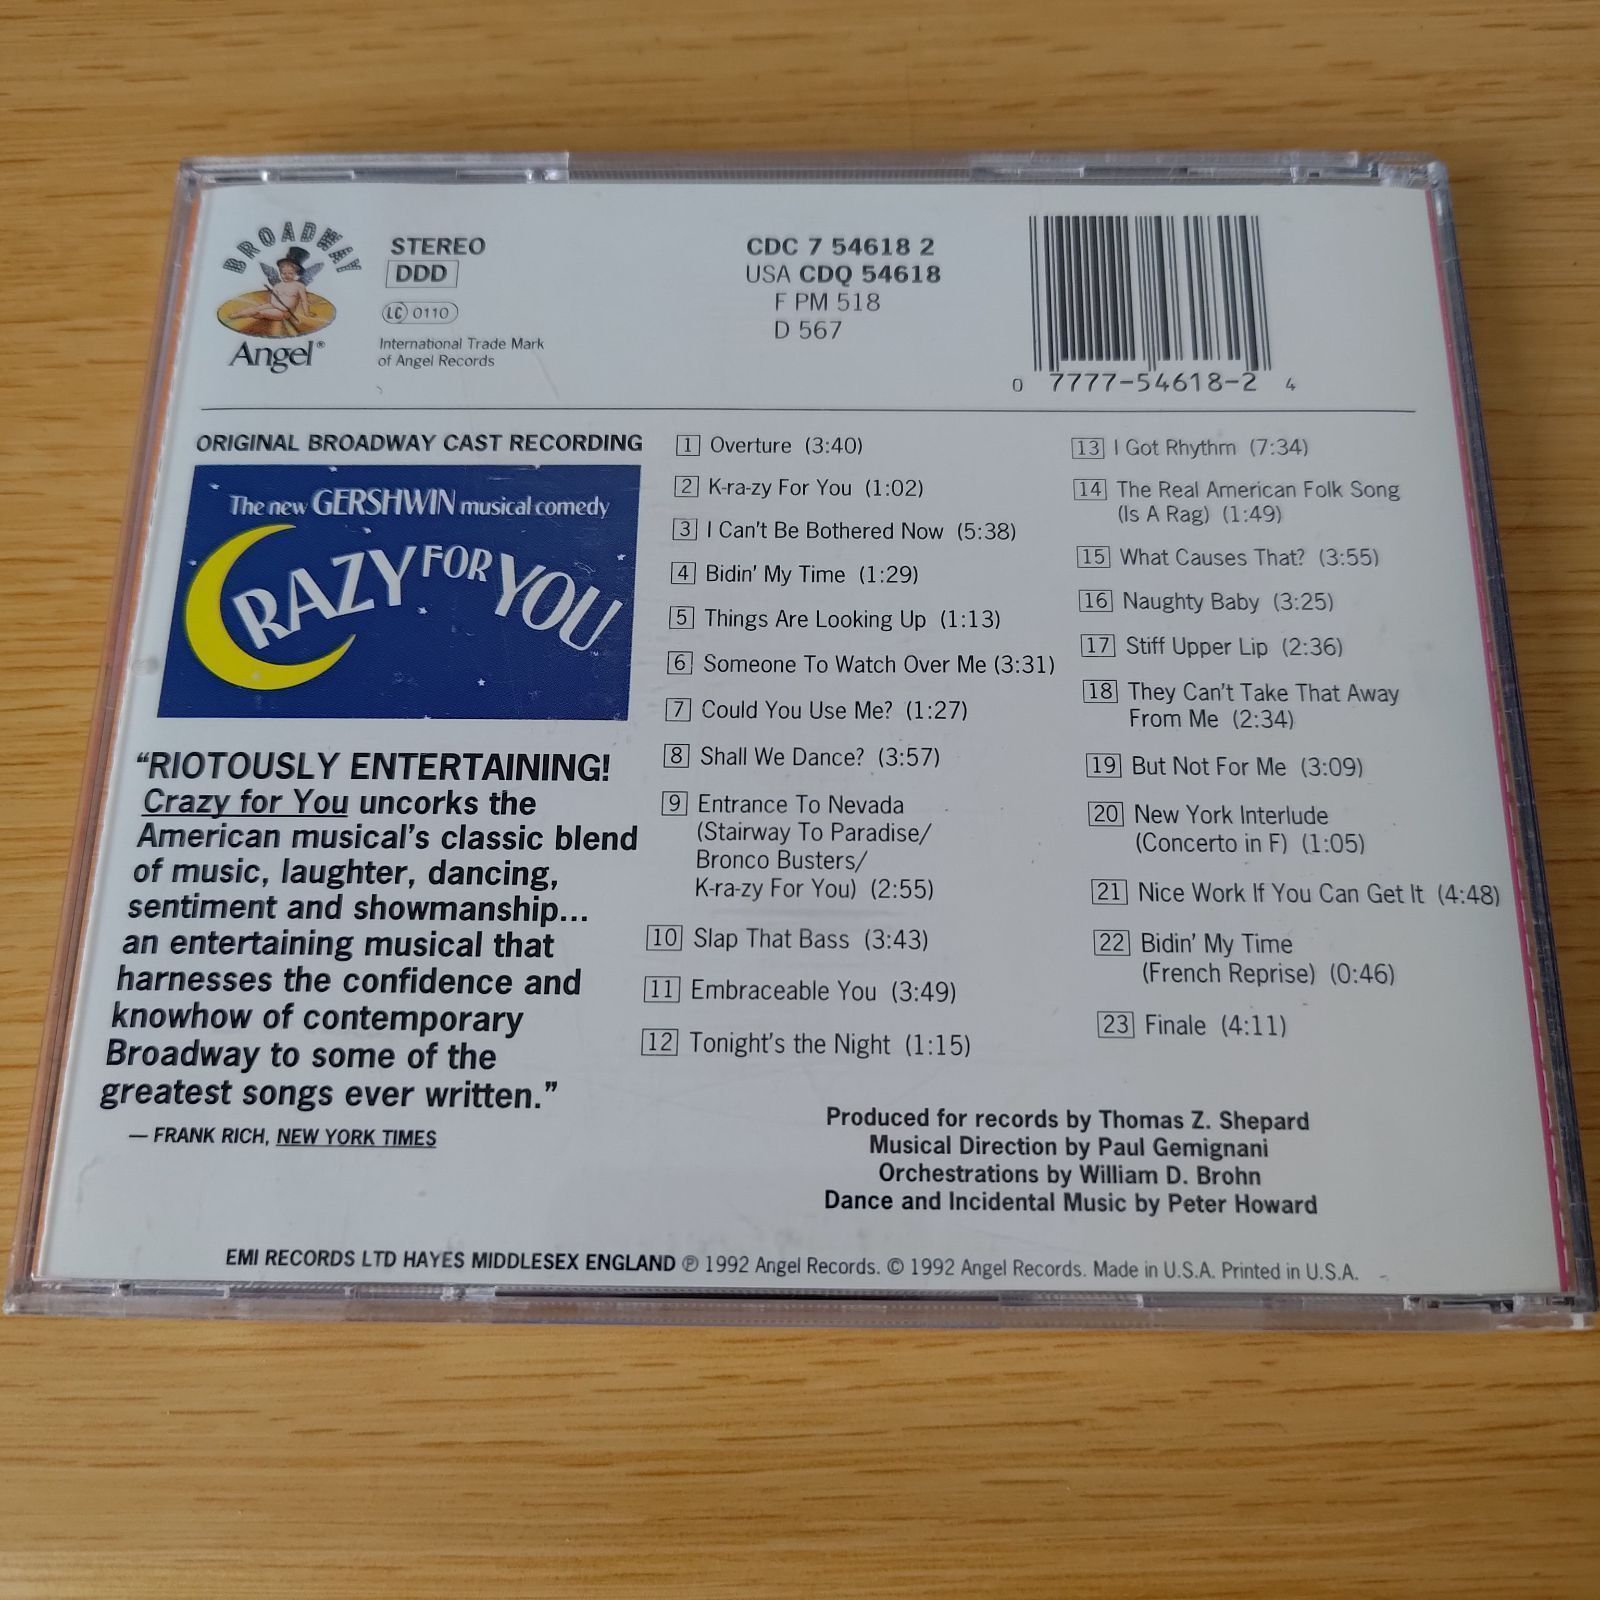 BROADWAY
Angel®
STEREO
DDD
LC 0110
International Trade Mark
of Angel Records
CDC 7 54618 2
USA CDQ 54618
F PM 518
D 567
0 7777-54618-2 4
ORIGINAL BROADWAY CAST RECORDING
The new GERSHWIN musical comedy
CRAZY FOR YOU
“RIOTOUSLY ENTERTAINING!
Crazy for You uncorks the
American musical’s classic blend
of music, laughter, dancing,
sentiment and showmanship...
an entertaining musical that
harnesses the confidence and
knowhow of contemporary
Broadway to some of the
greatest songs ever written.”
— FRANK RICH, NEW YORK TIMES
1 Overture (3:40)
2 K-ra-zy For You (1:02)
3 I Can't Be Bothered Now (5:38)
4 Bidin' My Time (1:29)
5 Things Are Looking Up (1:13)
6 Someone To Watch Over Me (3:31)
7 Could You Use Me? (1:27)
8 Shall We Dance? (3:57)
9 Entrance To Nevada
(Stairway To Paradise/
Bronco Busters/
K-ra-zy For You) (2:55)
10 Slap That Bass (3:43)
11 Embraceable You (3:49)
12 Tonight's the Night (1:15)
13 I Got Rhythm (7:34)
14 The Real American Folk Song
(Is A Rag) (1:49)
15 What Causes That? (3:55)
16 Naughty Baby (3:25)
17 Stiff Upper Lip (2:36)
18 They Can't Take That Away
From Me (2:34)
19 But Not For Me (3:09)
20 New York Interlude
(Concerto in F) (1:05)
21 Nice Work If You Can Get It (4:48)
22 Bidin' My Time
(French Reprise) (0:46)
23 Finale (4:11)
Produced for records by Thomas Z. Shepard
Musical Direction by Paul Gemignani
Orchestrations by William D. Brohn
Dance and Incidental Music by Peter Howard
EMI RECORDS LTD HAYES MIDDLESEX ENGLAND ℗ 1992 Angel Records. © 1992 Angel Records. Made in U.S.A. Printed in U.S.A.